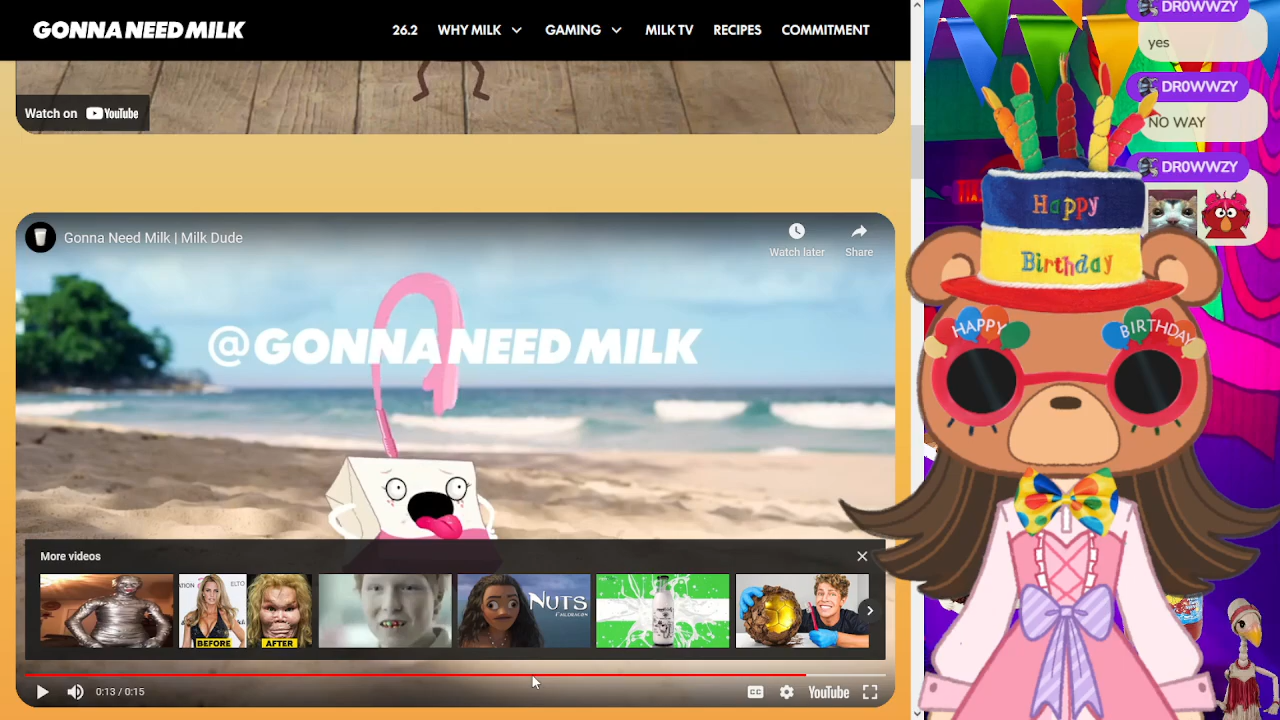 GONNA NEED MILK
26.2 WHY MILK GAMING MILK TV RECIPES COMMITMENT
Watch on YouTube
Gonna Need Milk | Milk Dude
Watch later Share
@GONNA NEED MILK
More videos
BEFORE AFTER
NUTS
0:13 / 0:15
CC YouTube
DR0WWZY
yes
DR0WWZY
NO WAY
DR0WWZY
Happy
Birthday
HAPPY BIRTHDAY